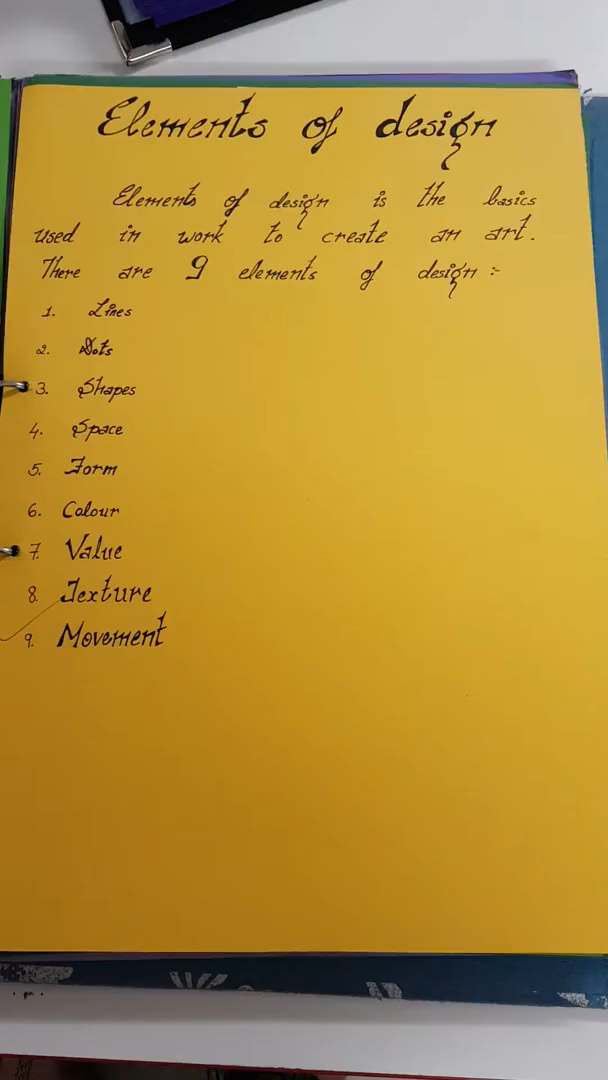 Elements of design
Elements of design is the basics
used in work to create an art.
There are 9 elements of design :-
1. Lines
2. Dots
3. Shapes
4. Space
5. Form
6. Colour
7. Value
8. Texture
9. Movement